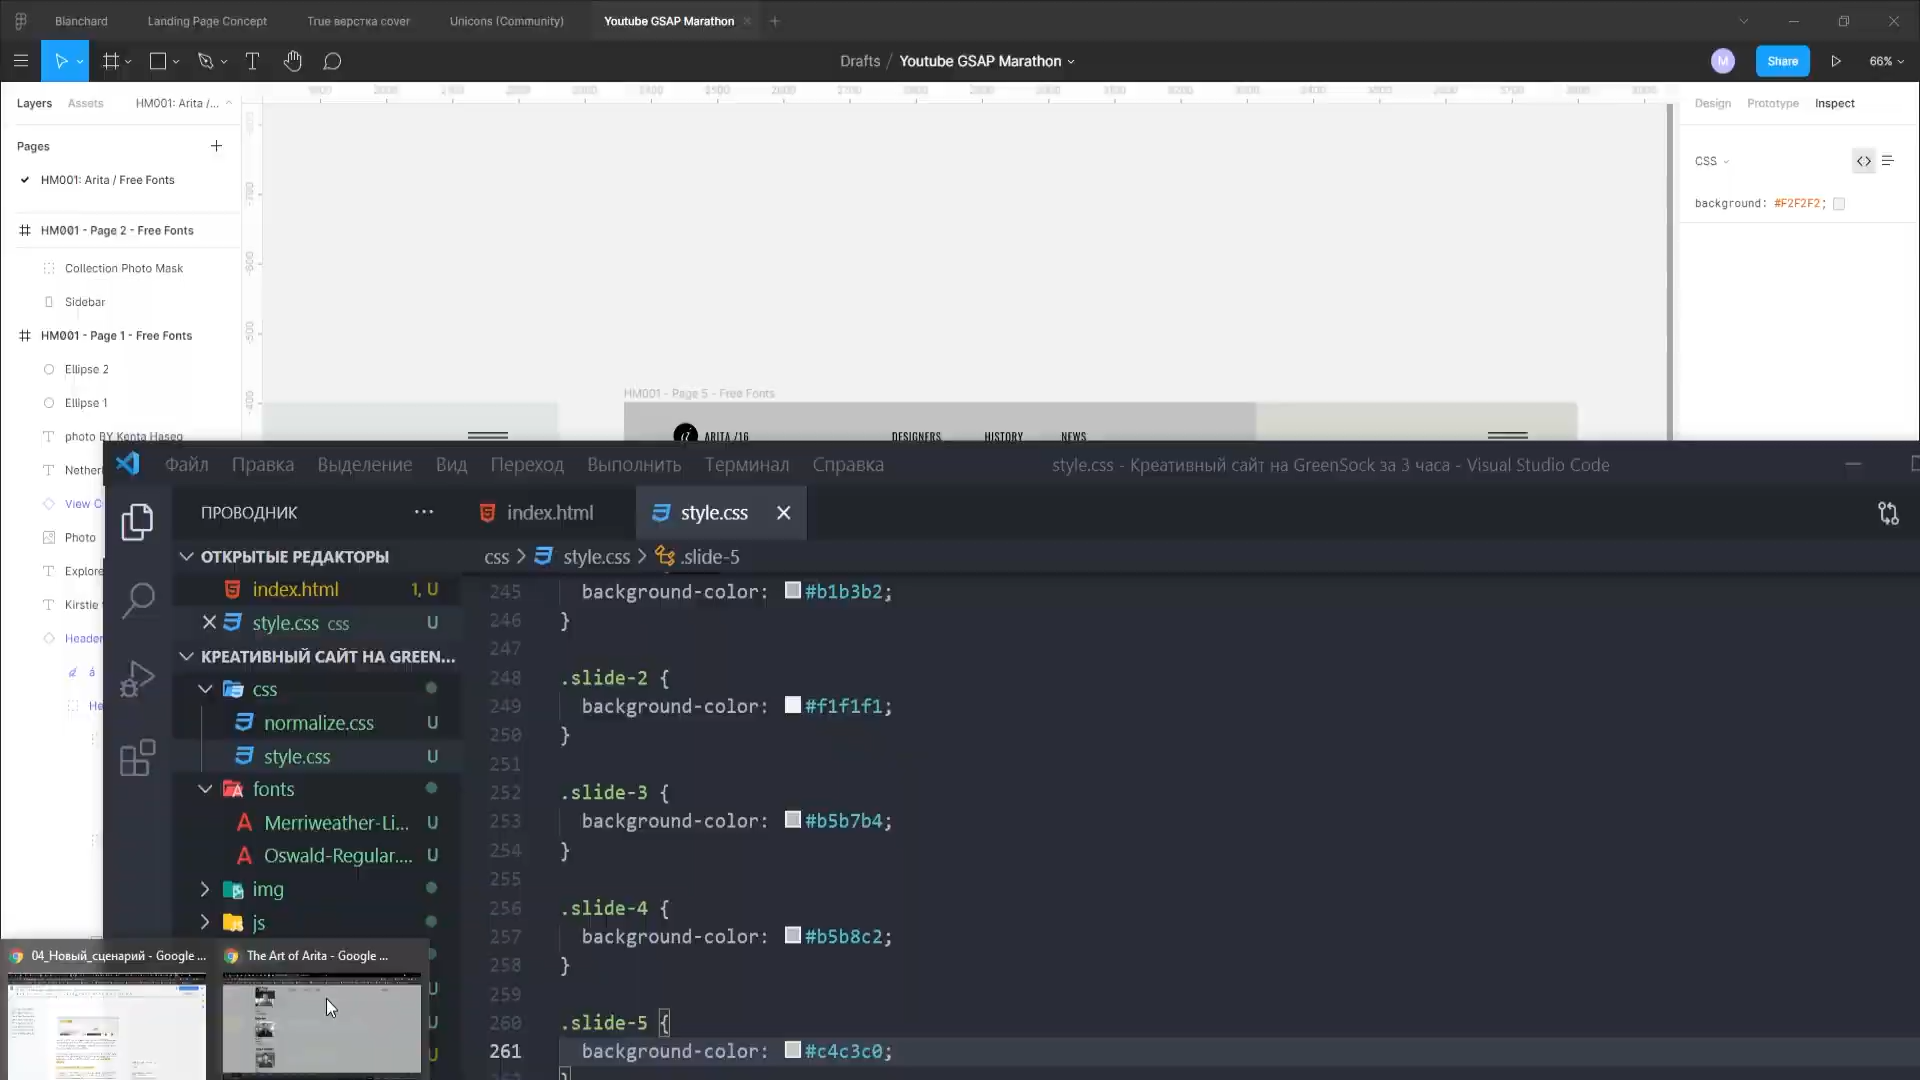 Blanchard
Landing Page Concept
True верстка cover
Unicons (Community)
Youtube GSAP Marathon
Drafts / Youtube GSAP Marathon
M
Share
66%
Layers
Assets
HM001: Arita /...
Design
Prototype
Inspect
Pages
CSS
HM001: Arita / Free Fonts
background: #F2F2F2;
HM001 - Page 2 - Free Fonts
Collection Photo Mask
Sidebar
HM001 - Page 1 - Free Fonts
Ellipse 2
Ellipse 1
HM001 - Page 5 - Free Fonts
photo BY Kenta Haseg
ARITA /16
DESIGNERS
HISTORY
NEWS
Netherl
View C
Photo
Explore
Kirstie
Header
He
Файл
Правка
Выделение
Вид
Переход
Выполнить
Терминал
Справка
style.css - Креативный сайт на GreenSock за 3 часа - Visual Studio Code
ПРОВОДНИК
index.html
style.css
ОТКРЫТЫЕ РЕДАКТОРЫ
css > style.css > .slide-5
index.html 1, U
style.css css U
КРЕАТИВНЫЙ САЙТ НА GREEN...
css
normalize.css U
style.css U
fonts
Merriweather-Li... U
Oswald-Regular.... U
img
js
245 background-color: #b1b3b2;
246 }
247
248 .slide-2 {
249 background-color: #f1f1f1;
250 }
251
252 .slide-3 {
253 background-color: #b5b7b4;
254 }
255
256 .slide-4 {
257 background-color: #b5b8c2;
258 }
259
260 .slide-5 {
261 background-color: #c4c3c0;
}
04_Новый_сценарий - Google ...
The Art of Arita - Google ...